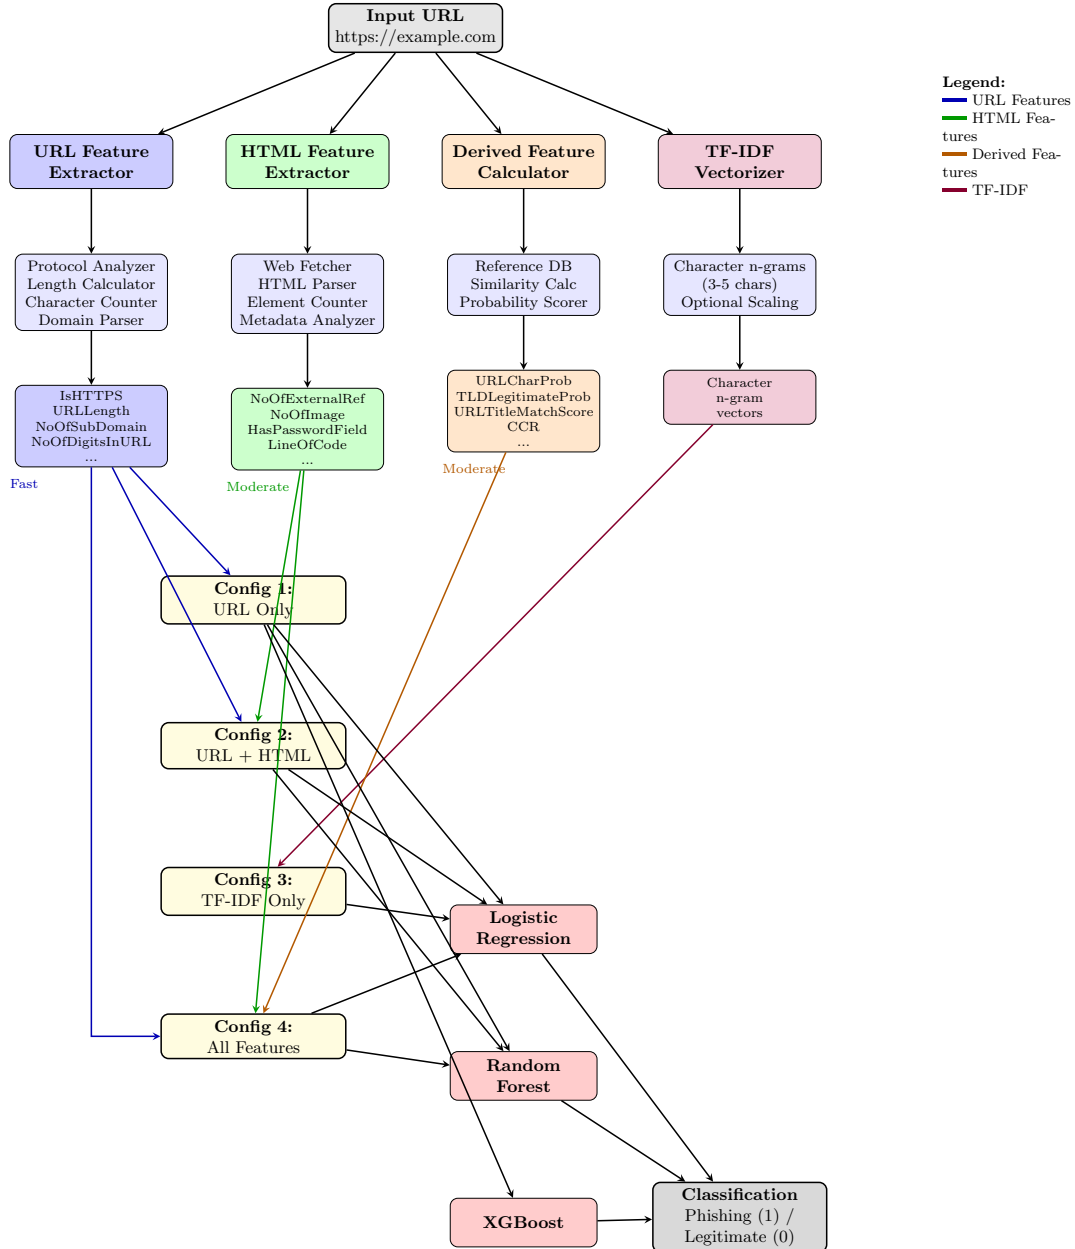 Input URL
https://example.com
Legend:
URL Features
HTML Fea-
tures
Derived Fea-
tures
TF-IDF
URL Feature
Extractor
HTML Feature
Extractor
Derived Feature
Calculator
TF-IDF
Vectorizer
Protocol Analyzer
Length Calculator
Character Counter
Domain Parser
Web Fetcher
HTML Parser
Element Counter
Metadata Analyzer
Reference DB
Similarity Calc
Probability Scorer
Character n-grams
(3-5 chars)
Optional Scaling
IsHTTPS
URLLength
NoOfSubDomain
NoOfDigitsInURL
...
NoOfExternalRef
NoOfImage
HasPasswordField
LineOfCode
...
URLCharProb
TLDLegitimateProb
URLTitleMatchScore
CCR
...
Character
n-gram
vectors
Fast
Moderate
Moderate
Config 1:
URL Only
Config 2:
URL + HTML
Config 3:
TF-IDF Only
Config 4:
All Features
Logistic
Regression
Random
Forest
XGBoost
Classification
Phishing (1) /
Legitimate (0)